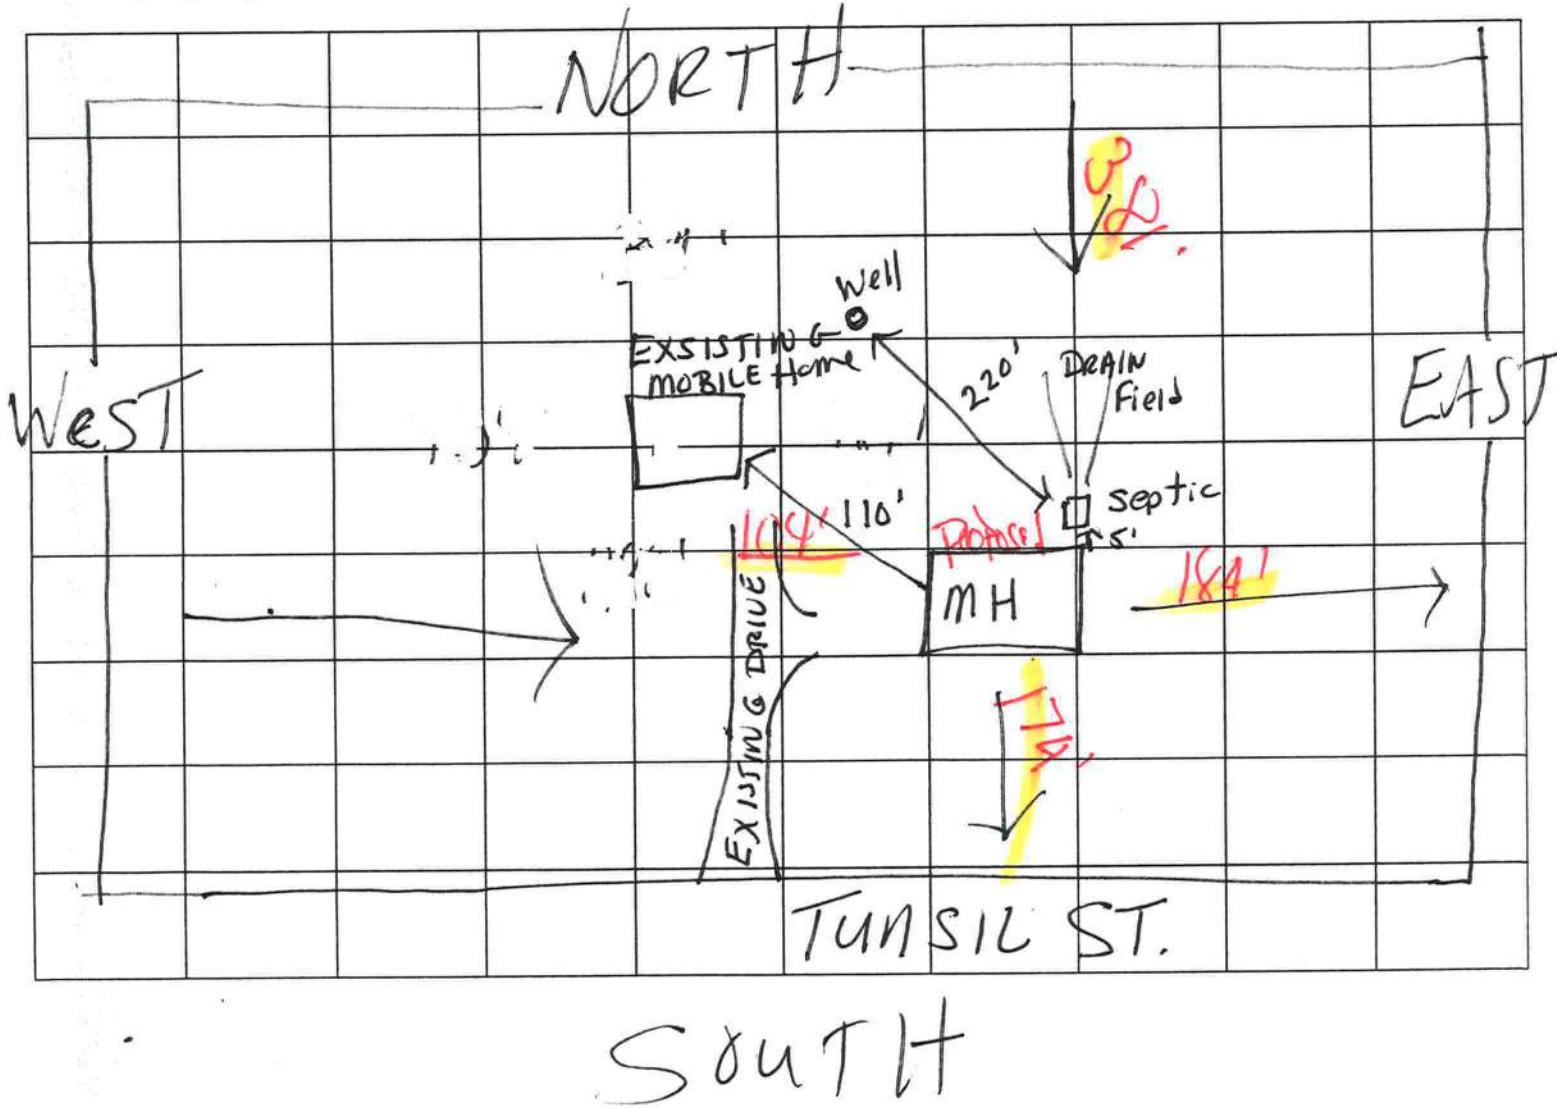 NORTH
Well
EXSISTING
MOBILE Home
220'
DRAIN
Field
WeST
EAST
septic
110'
104'
Proposed
5'
184'
MH
EXISTING DRIVE
174'
TUNSIL ST.
SOUTH